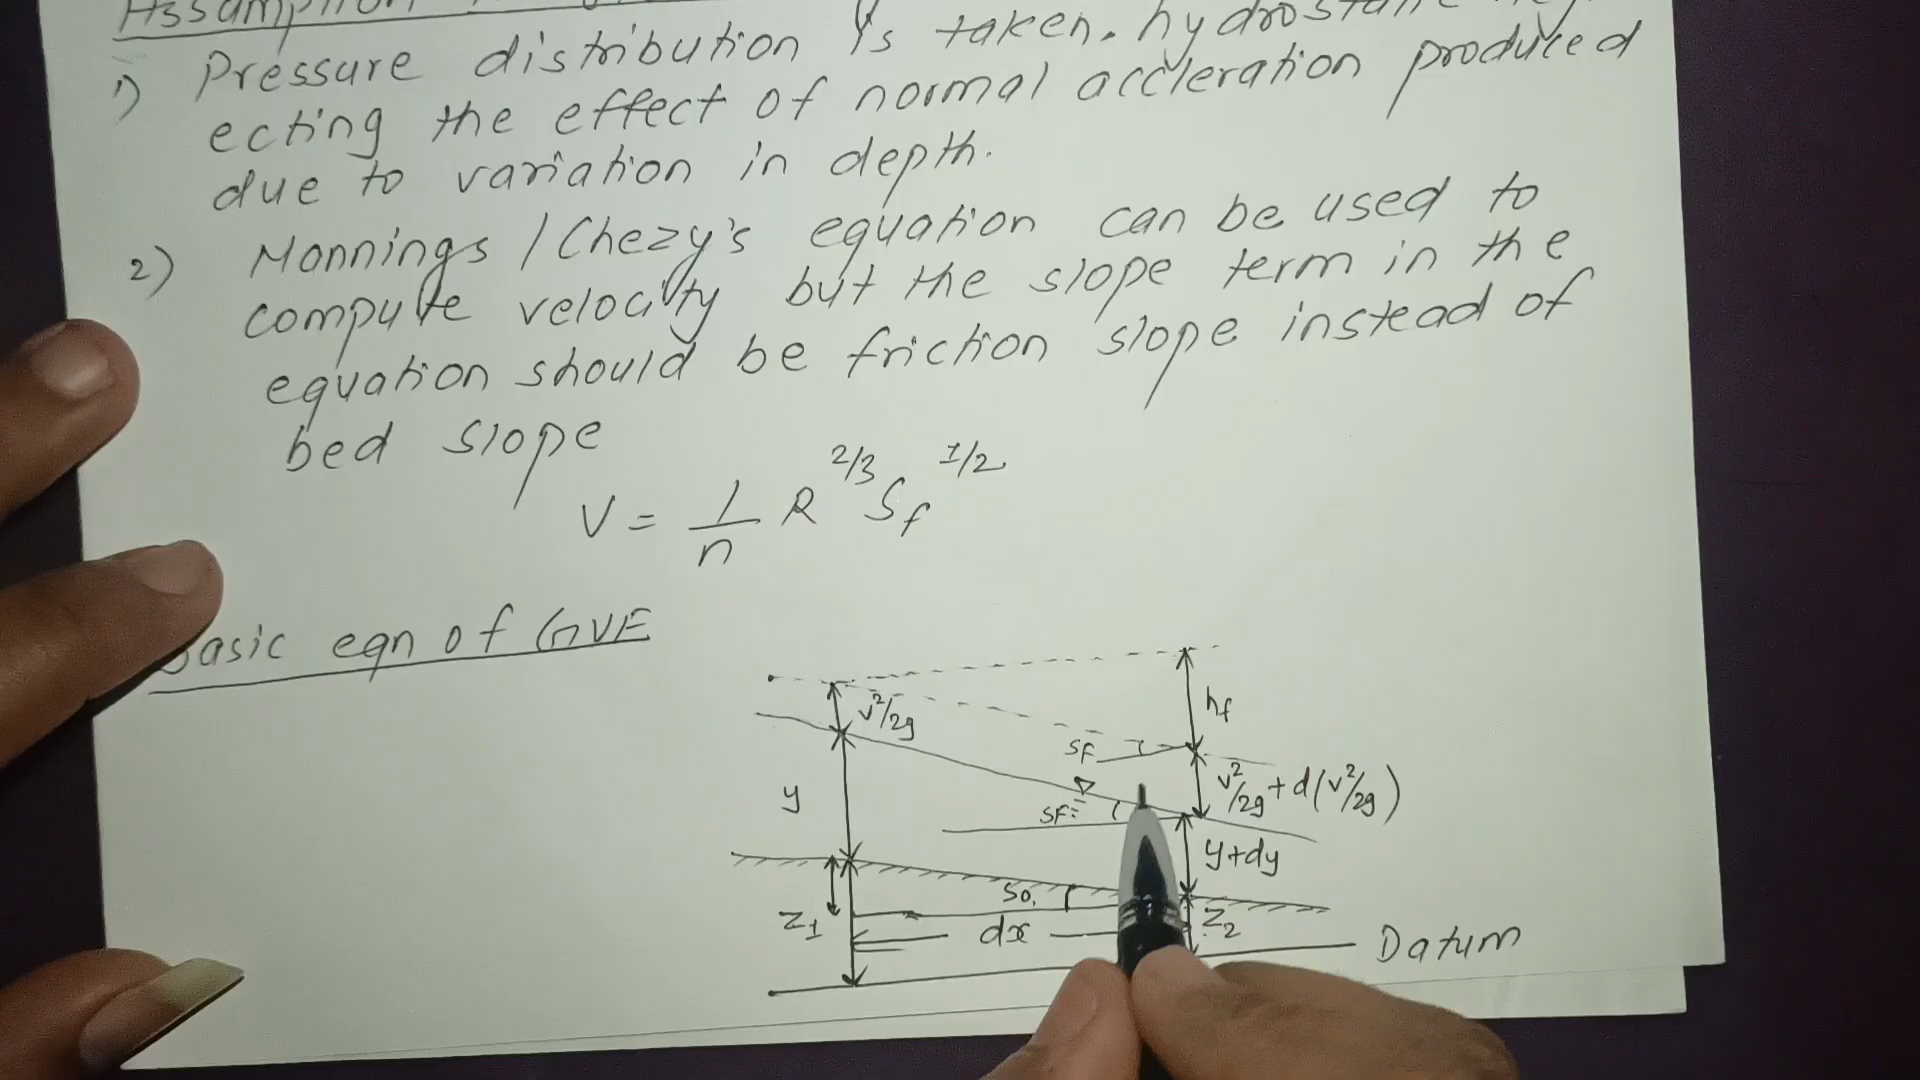 Assumption
1) Pressure distribution is taken. hydrostatic
ecting the effect of normal accleration produced
due to variation in depth.
2) Mannings / Chezy's equation can be used to
compute velocity but the slope term in the
equation should be friction slope instead of
bed slope
V = 1/n R^2/3 Sf^1/2
Basic eqn of GVF
hf
v²/2g
Sf
v²/2g + d(v²/2g)
y
Sf=
y+dy
So
Z1
dx
Z2
Datum